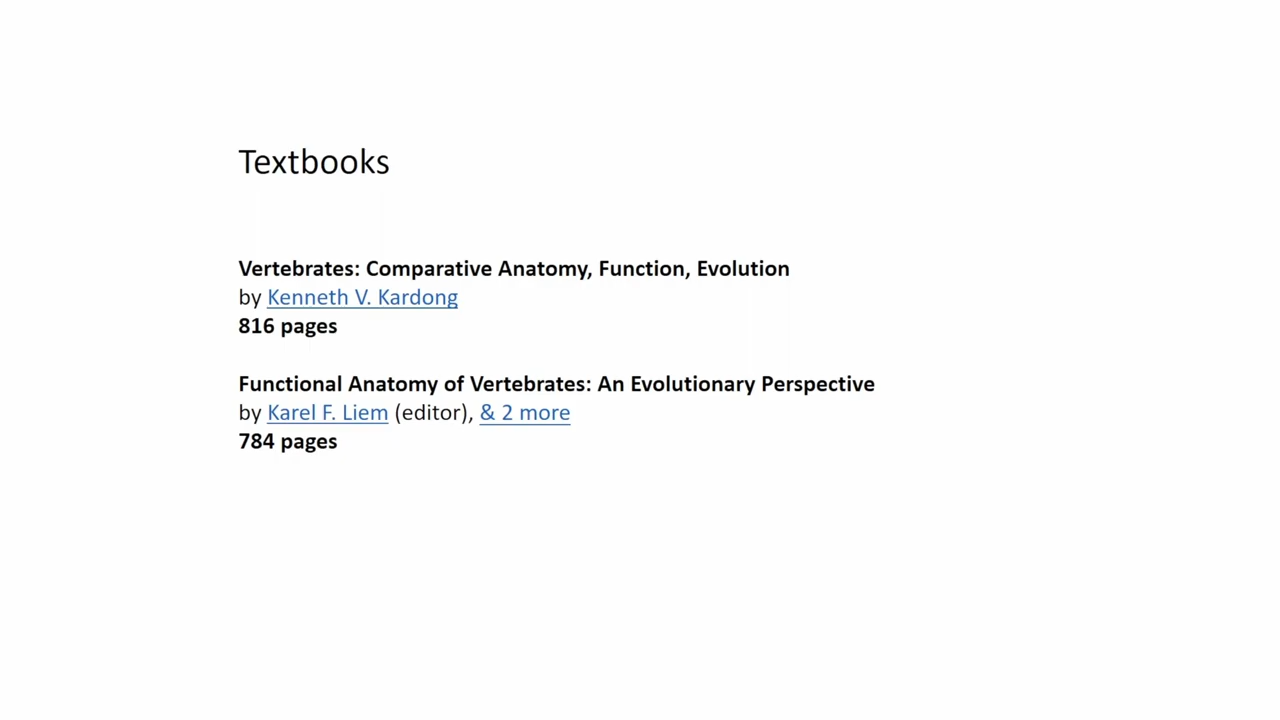 Textbooks
Vertebrates: Comparative Anatomy, Function, Evolution
by Kenneth V. Kardong
816 pages
Functional Anatomy of Vertebrates: An Evolutionary Perspective
by Karel F. Liem (editor), & 2 more
784 pages